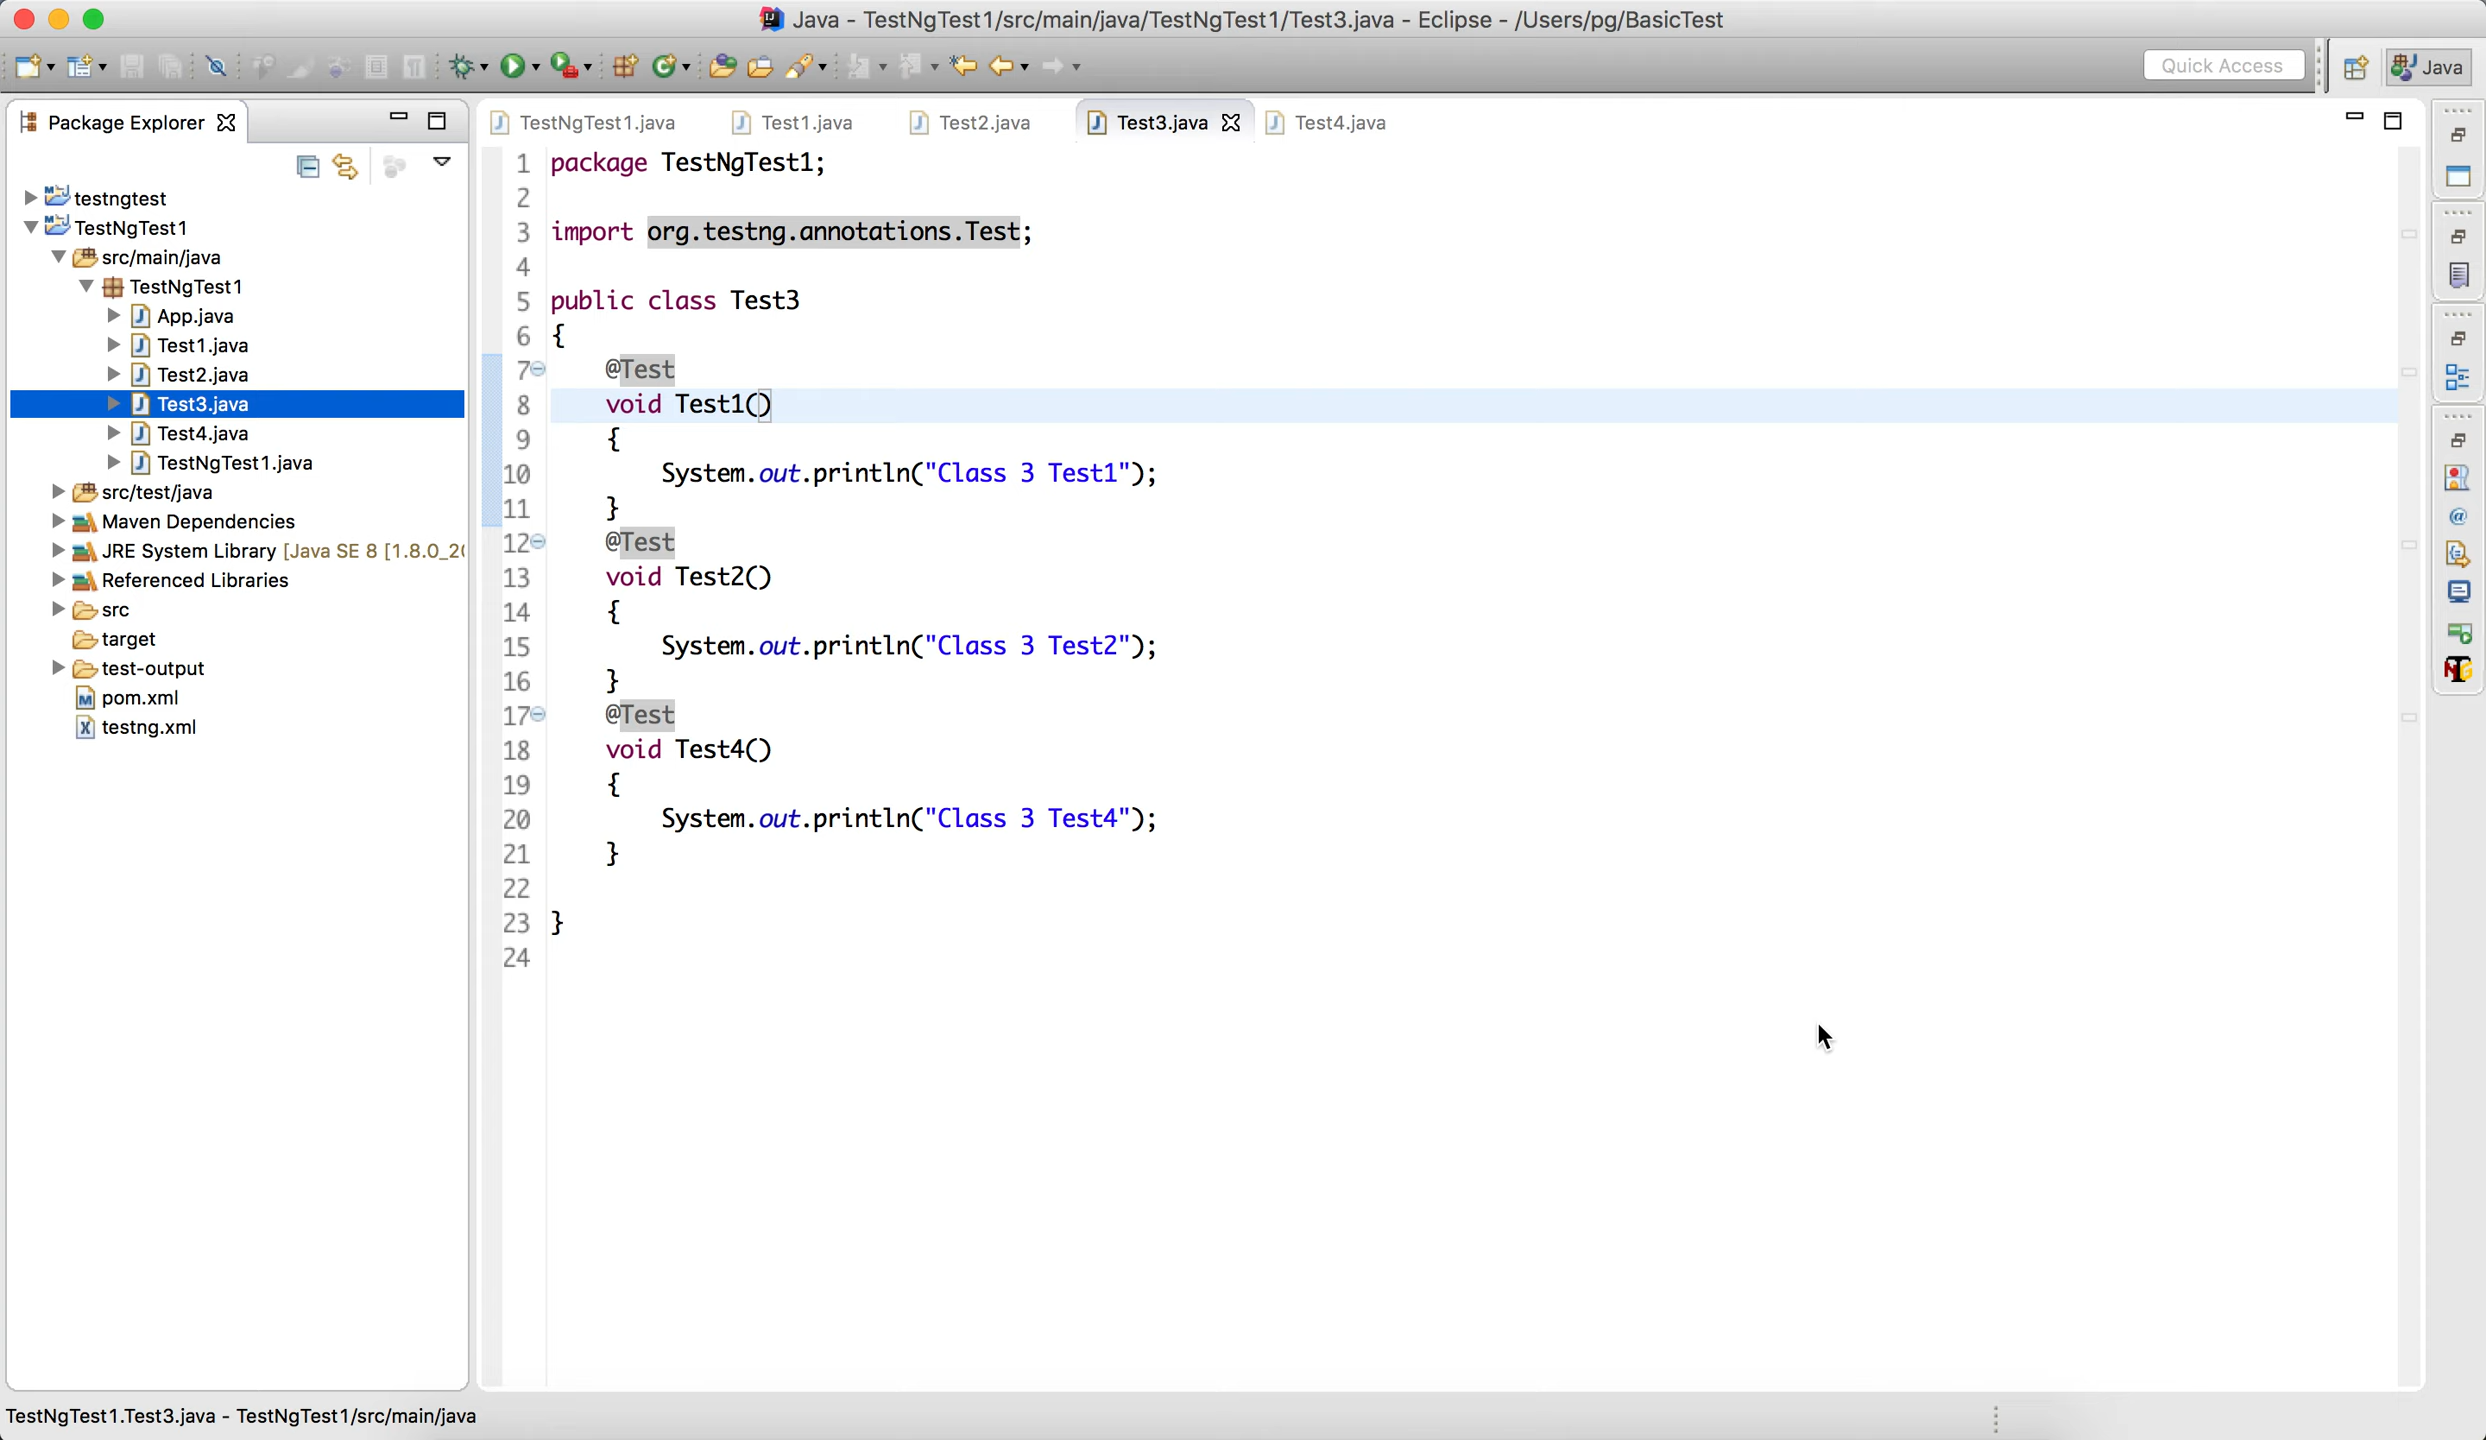 Java - TestNgTest1/src/main/java/TestNgTest1/Test3.java - Eclipse - /Users/pg/BasicTest
Quick Access
Java
Package Explorer
TestNgTest1.java
Test1.java
Test2.java
Test3.java
Test4.java
testngtest
TestNgTest1
src/main/java
TestNgTest1
App.java
Test1.java
Test2.java
Test3.java
Test4.java
TestNgTest1.java
src/test/java
Maven Dependencies
JRE System Library [Java SE 8 [1.8.0_20
Referenced Libraries
src
target
test-output
pom.xml
testng.xml
1 package TestNgTest1;
2
3 import org.testng.annotations.Test;
4
5 public class Test3
6 {
7 @Test
8 void Test1()
9 {
10 System.out.println("Class 3 Test1");
11 }
12 @Test
13 void Test2()
14 {
15 System.out.println("Class 3 Test2");
16 }
17 @Test
18 void Test4()
19 {
20 System.out.println("Class 3 Test4");
21 }
22
23 }
24
TestNgTest1.Test3.java - TestNgTest1/src/main/java